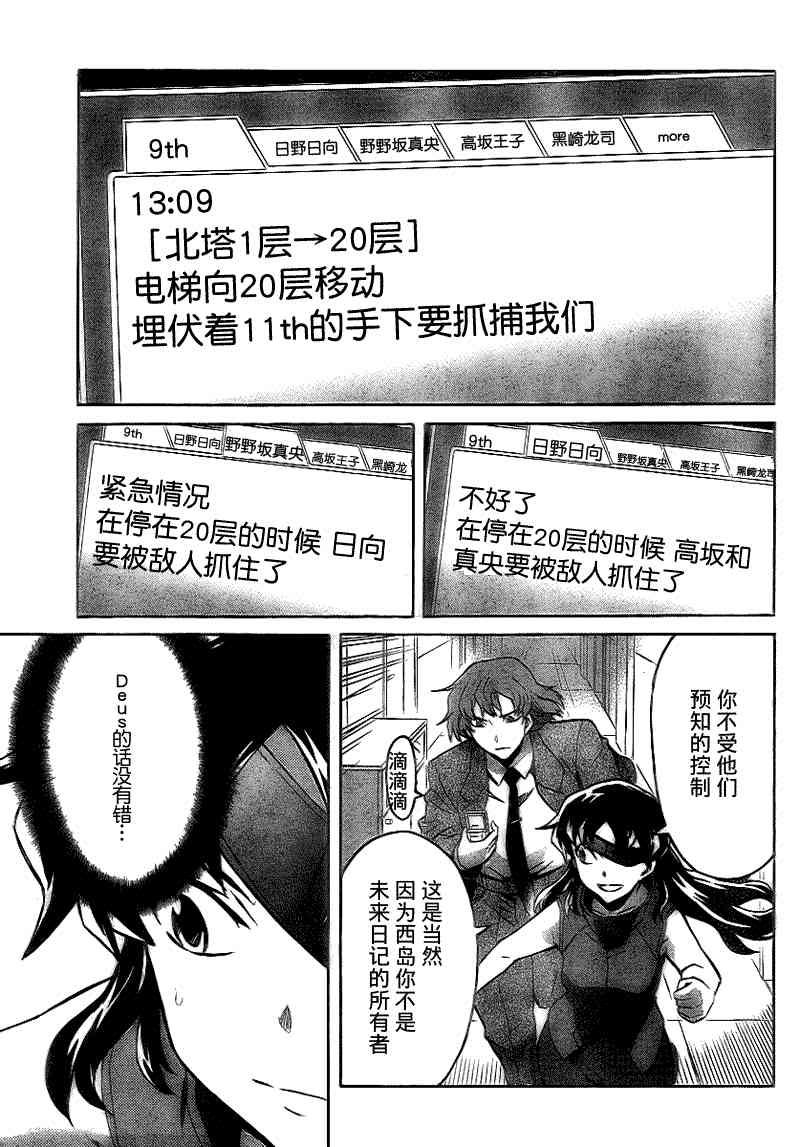 9th
日野日向
野野坂真央
高坂王子
黑崎龙司
more
13:09
[北塔1层→20层]
电梯向20层移动
埋伏着11th的手下要抓捕我们
9th
日野日向
野野坂真央
高坂王子
黑崎龙司
不好了
在停在20层的时候 高坂和
真央要被敌人抓住了
9th
日野日向
野野坂真央
高坂王子
黑崎龙
紧急情况
在停在20层的时候 日向
要被敌人抓住了
你不受他们
预知的控制
滴滴滴
这是当然
因为西岛你不是
未来日记的所有者
Deus的话没有错…